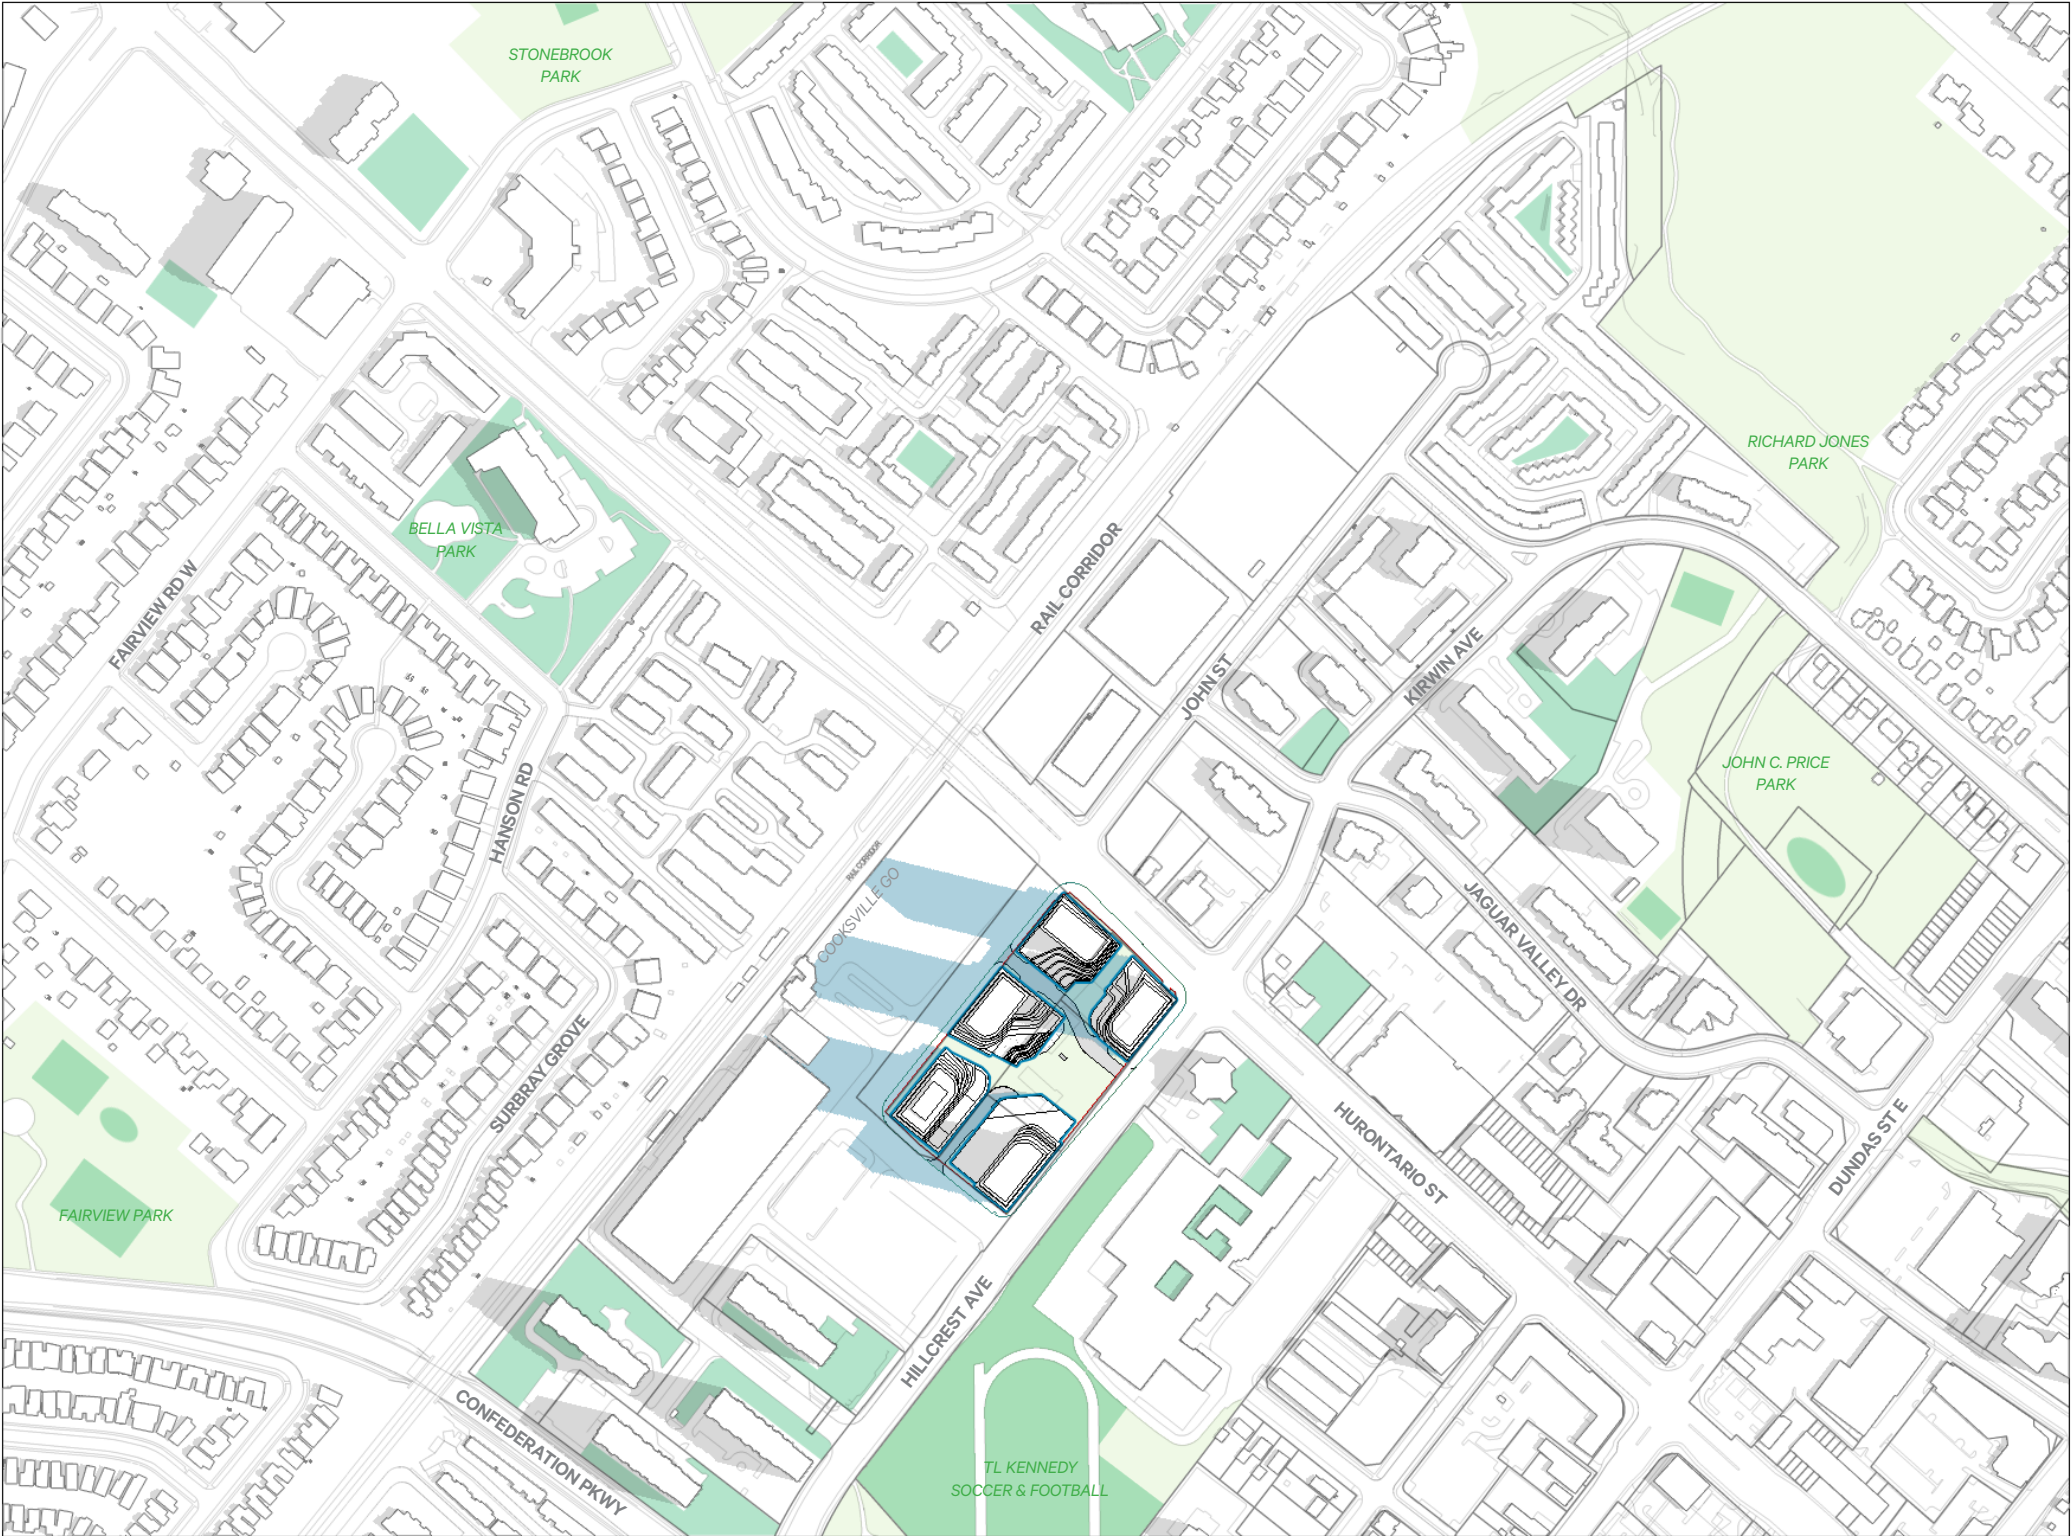 STONEBROOK
PARK
RICHARD JONES
PARK
BELLA VISTA
PARK
RAIL CORRIDOR
FAIRVIEW RD W
JOHN ST
KIRWIN AVE
JOHN C. PRICE
PARK
HANSON RD
RAIL CORRIDOR
COOKSVILLE GO
JAGUAR VALLEY DR
SURBRAY GROVE
HURONTARIO ST
DUNDAS ST E
FAIRVIEW PARK
HILLCREST AVE
CONFEDERATION PKWY
TL KENNEDY
SOCCER & FOOTBALL